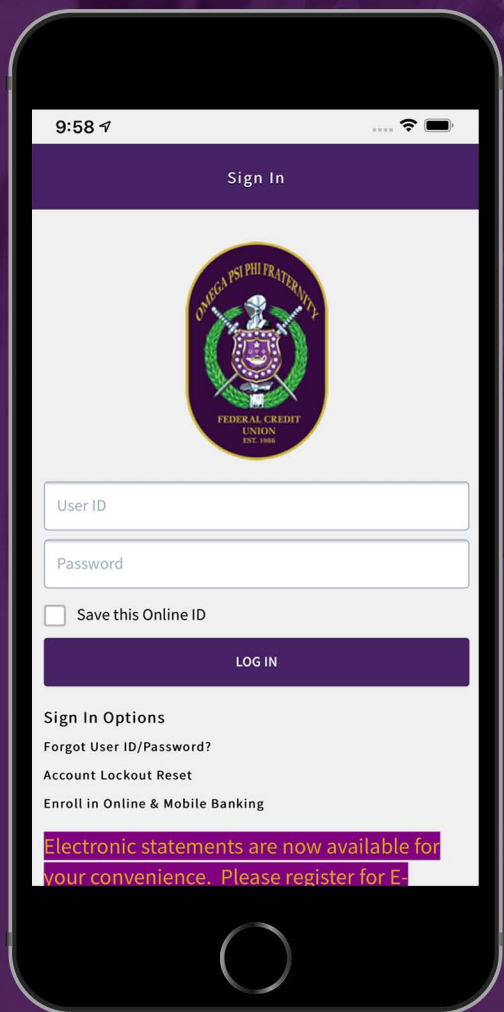 9:58
Sign In
OMEGA PSI PHI FRATERNITY
FEDERAL CREDIT
UNION
EST. 1986
User ID
Password
Save this Online ID
LOG IN
Sign In Options
Forgot User ID/Password?
Account Lockout Reset
Enroll in Online & Mobile Banking
Electronic statements are now available for
your convenience. Please register for E-